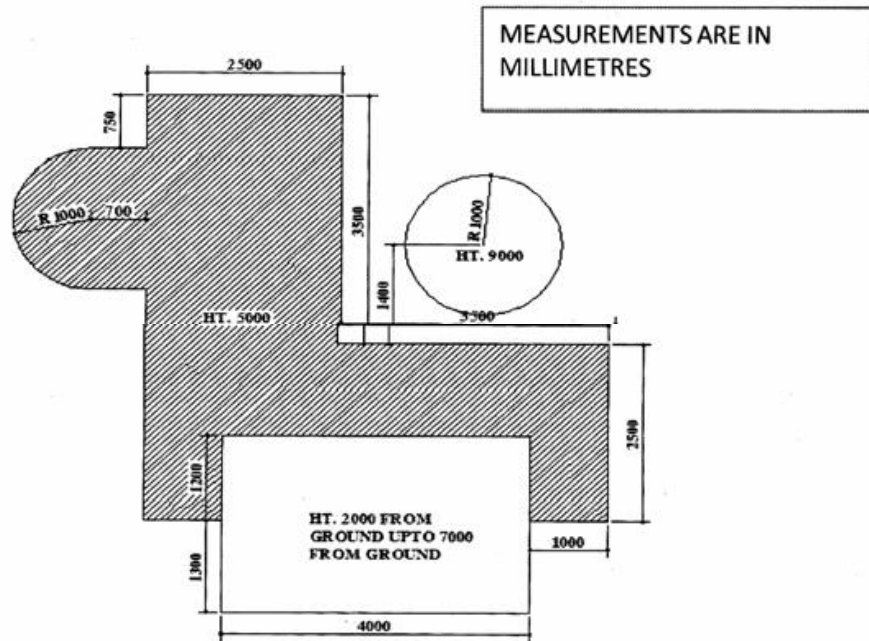 MEASUREMENTS ARE IN
MILLIMETRES
2500
750
R 1000
700
3500
R 1000
HT. 9000
1400
HT. 5000
5500
2500
1200
HT. 2000 FROM
GROUND UPTO 7000
FROM GROUND
1300
1000
4000